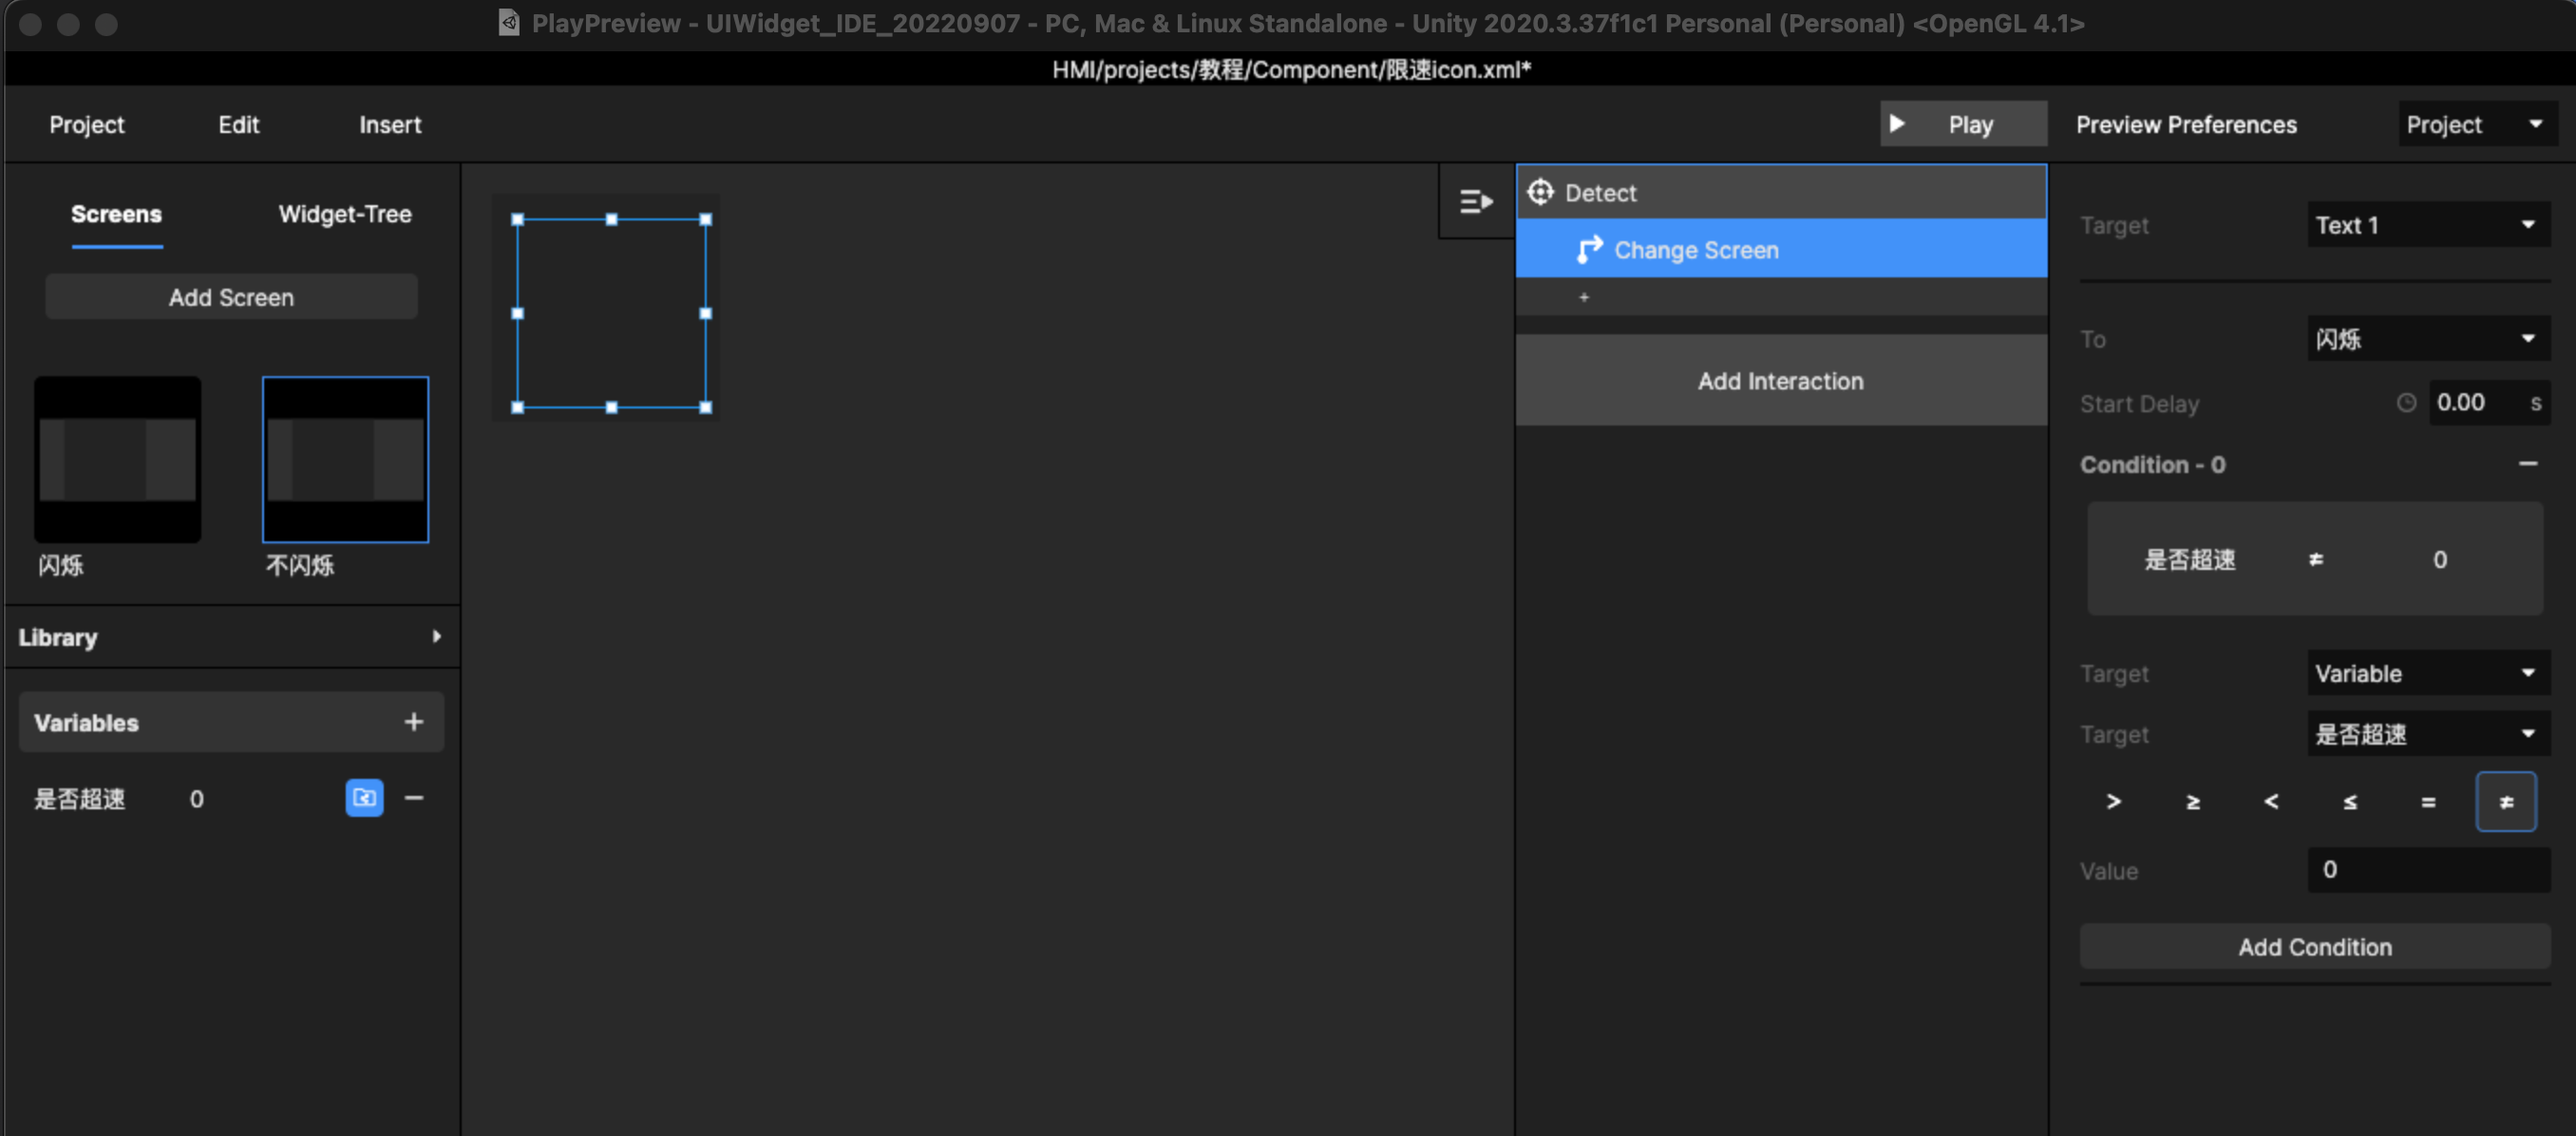 PlayPreview - UIWidget_IDE_20220907 - PC, Mac & Linux Standalone - Unity 2020.3.37f1c1 Personal (Personal) <OpenGL 4.1>
HMI/projects/教程/Component/限速icon.xml*
Project Edit Insert Play Preview Preferences Project
Screens Widget-Tree
Add Screen
闪烁 不闪烁
Library
Variables +
是否超速 0 −
Detect
Change Screen
+
Add Interaction
Target Text 1
To 闪烁
Start Delay 0.00 s
Condition - 0 −
是否超速 ≠ 0
Target Variable
Target 是否超速
> ≥ < ≤ = ≠
Value 0
Add Condition